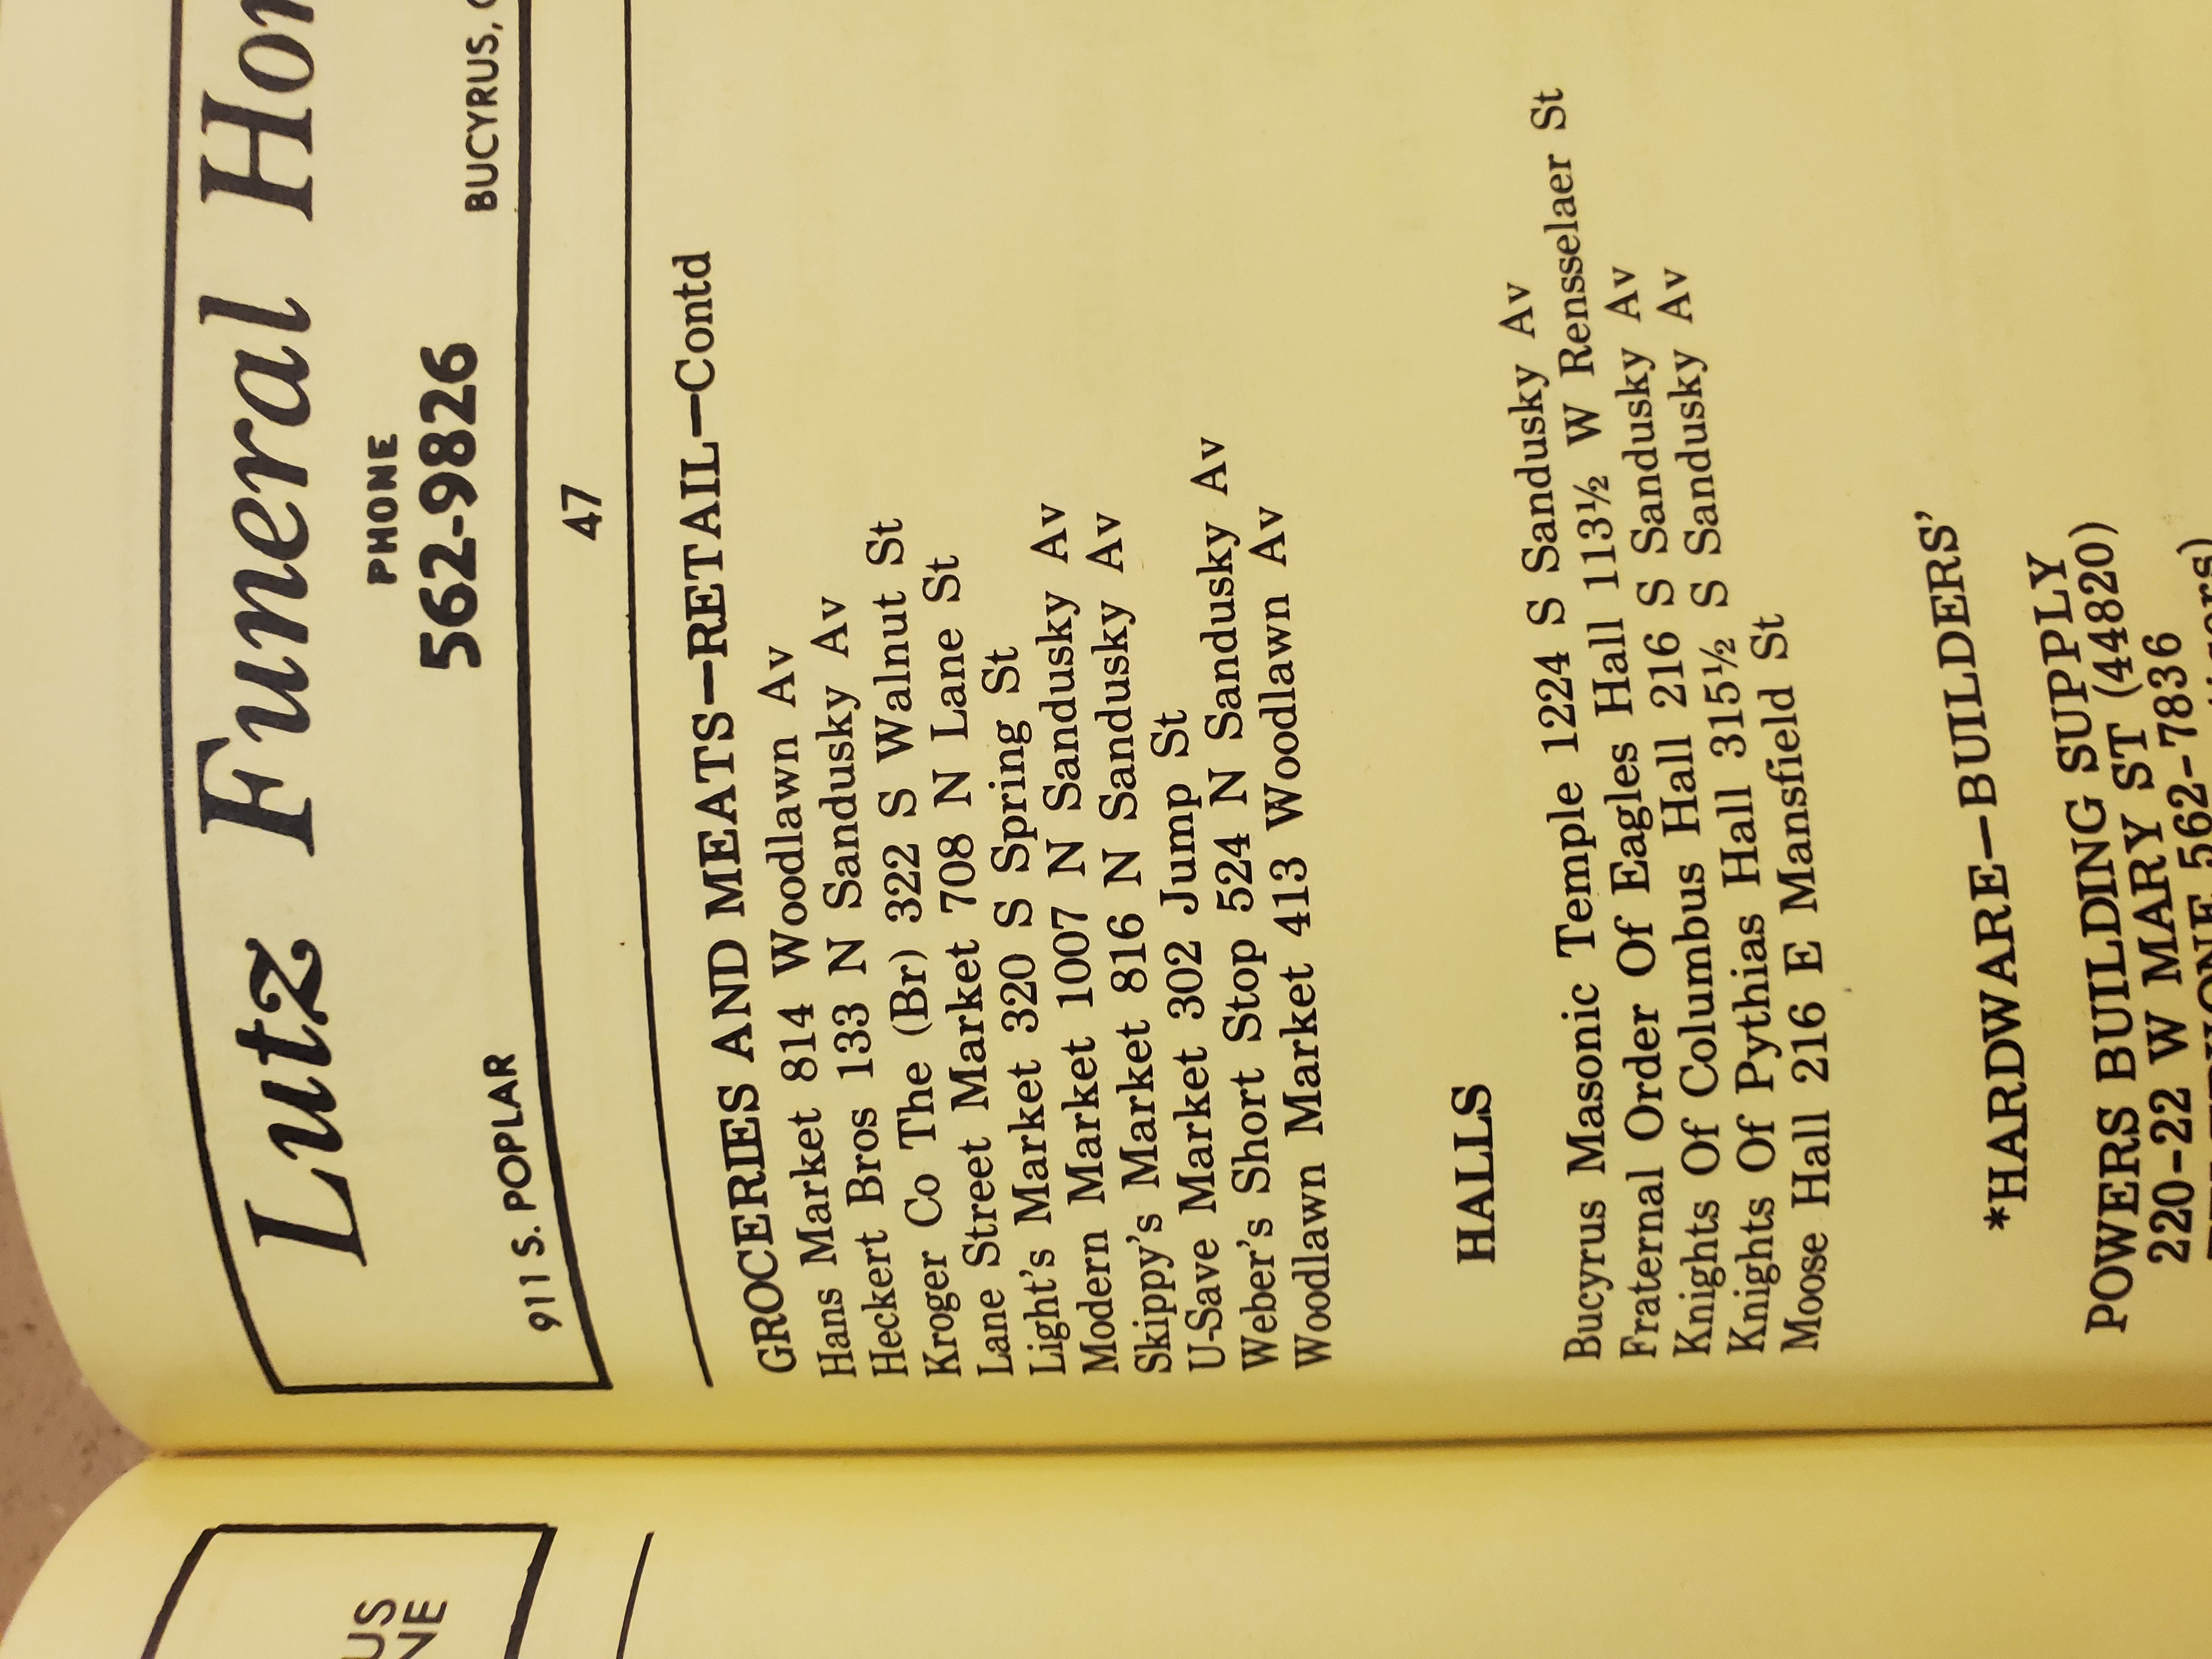 Lutz Funeral
PHONE
911 S. POPLAR 562-9826 BUCYRUS,
47
GROCERIES AND MEATS—RETAIL—Contd
Hans Market 814 Woodlawn Av
Heckert Bros 133 N Sandusky Av
Kroger Co The (Br) 322 S Walnut St
Lane Street Market 708 N Lane St
Light's Market 320 S Spring St
Modern Market 1007 N Sandusky Av
Skippy's Market 816 N Sandusky Av
U-Save Market 302 Jump St
Weber's Short Stop 524 N Sandusky Av
Woodlawn Market 413 Woodlawn Av
HALLS
Bucyrus Masonic Temple 1224 S Sandusky Av
Fraternal Order Of Eagles Hall 113½ W Rensselaer St
Knights Of Columbus Hall 216 S Sandusky Av
Knights Of Pythias Hall 315½ S Sandusky Av
Moose Hall 216 E Mansfield St
*HARDWARE—BUILDERS'
POWERS BUILDING SUPPLY
220-22 W MARY ST (44820)
562-7836